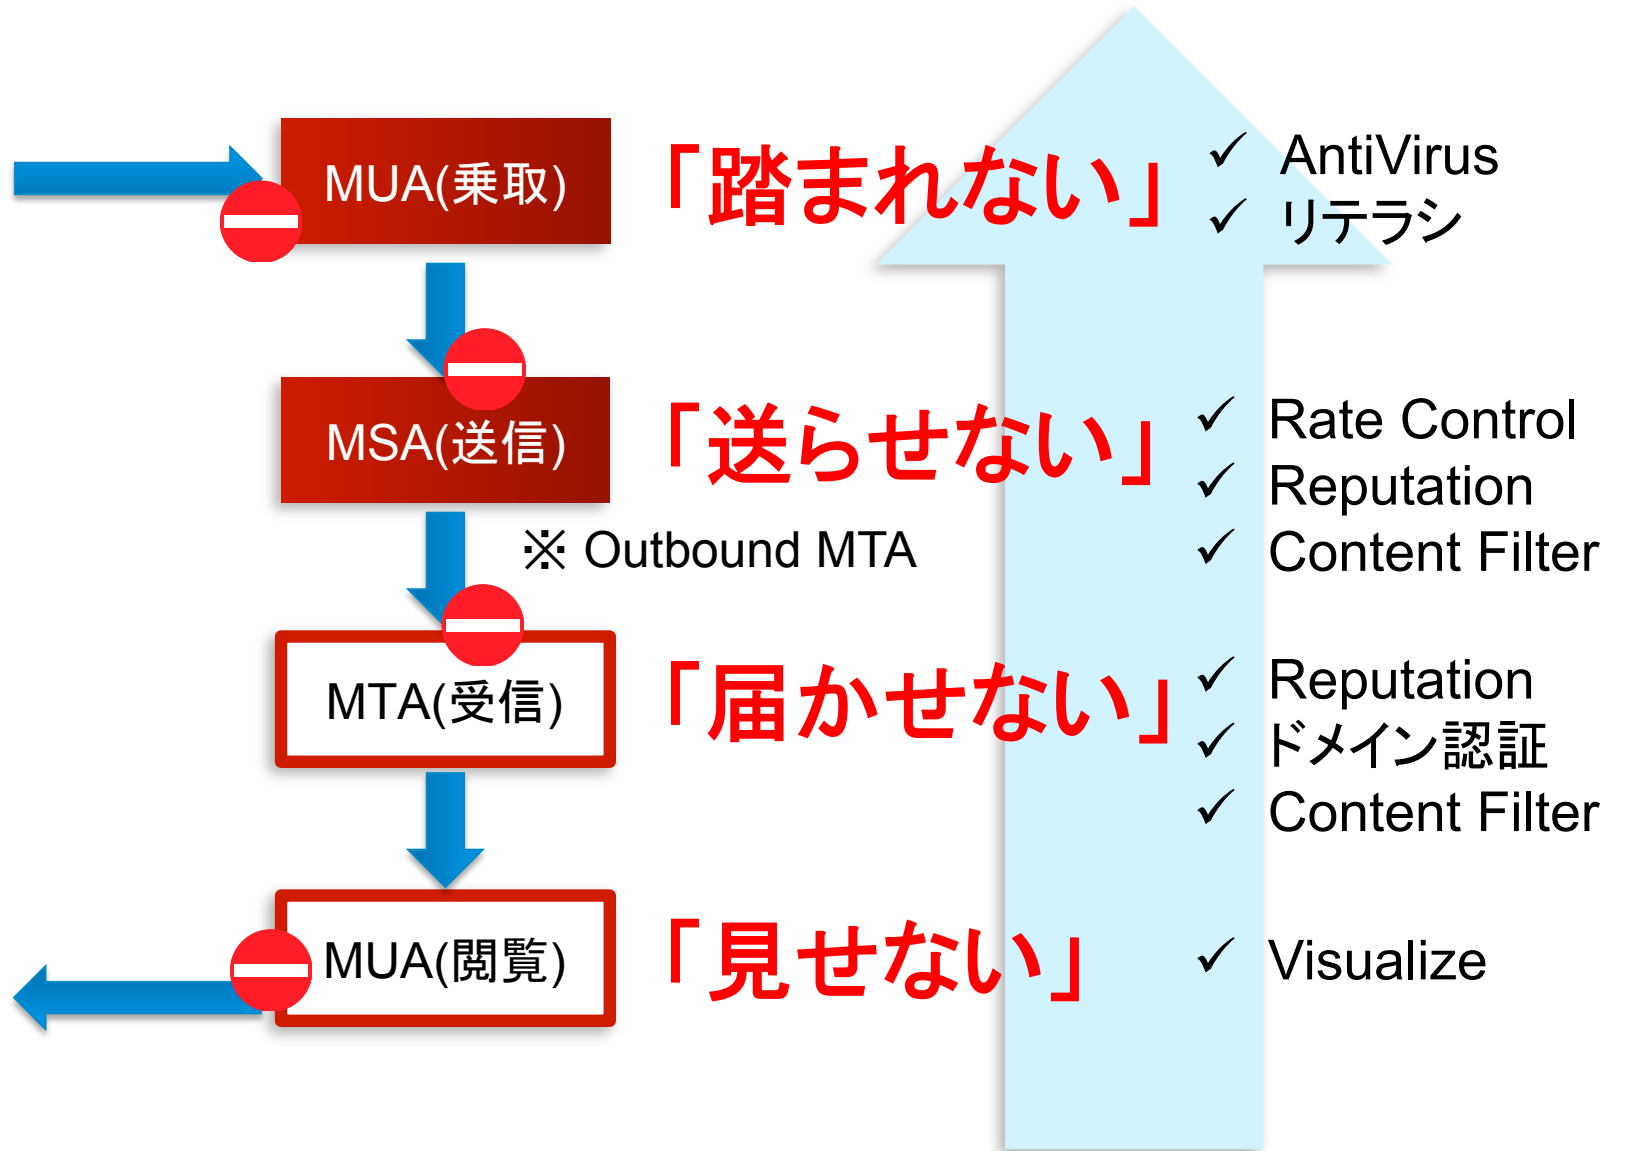 MUA(乗取)
「踏まれない」
✓ AntiVirus
✓ リテラシ
MSA(送信)
「送らせない」
✓ Rate Control
✓ Reputation
✓ Content Filter
※ Outbound MTA
MTA(受信)
「届かせない」
✓ Reputation
✓ ドメイン認証
✓ Content Filter
MUA(閲覧)
「見せない」
✓ Visualize